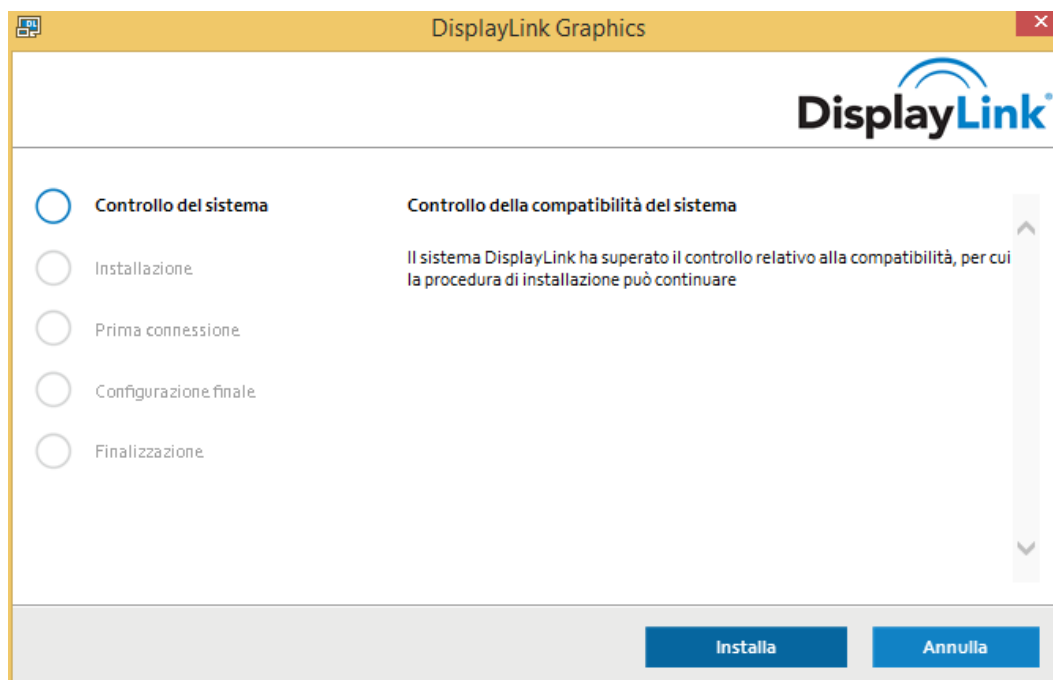 DL
DisplayLink Graphics
DisplayLink®
Controllo del sistema
Installazione
Prima connessione
Configurazione finale
Finalizzazione
Controllo della compatibilità del sistema
Il sistema DisplayLink ha superato il controllo relativo alla compatibilità, per cui
la procedura di installazione può continuare
Installa
Annulla